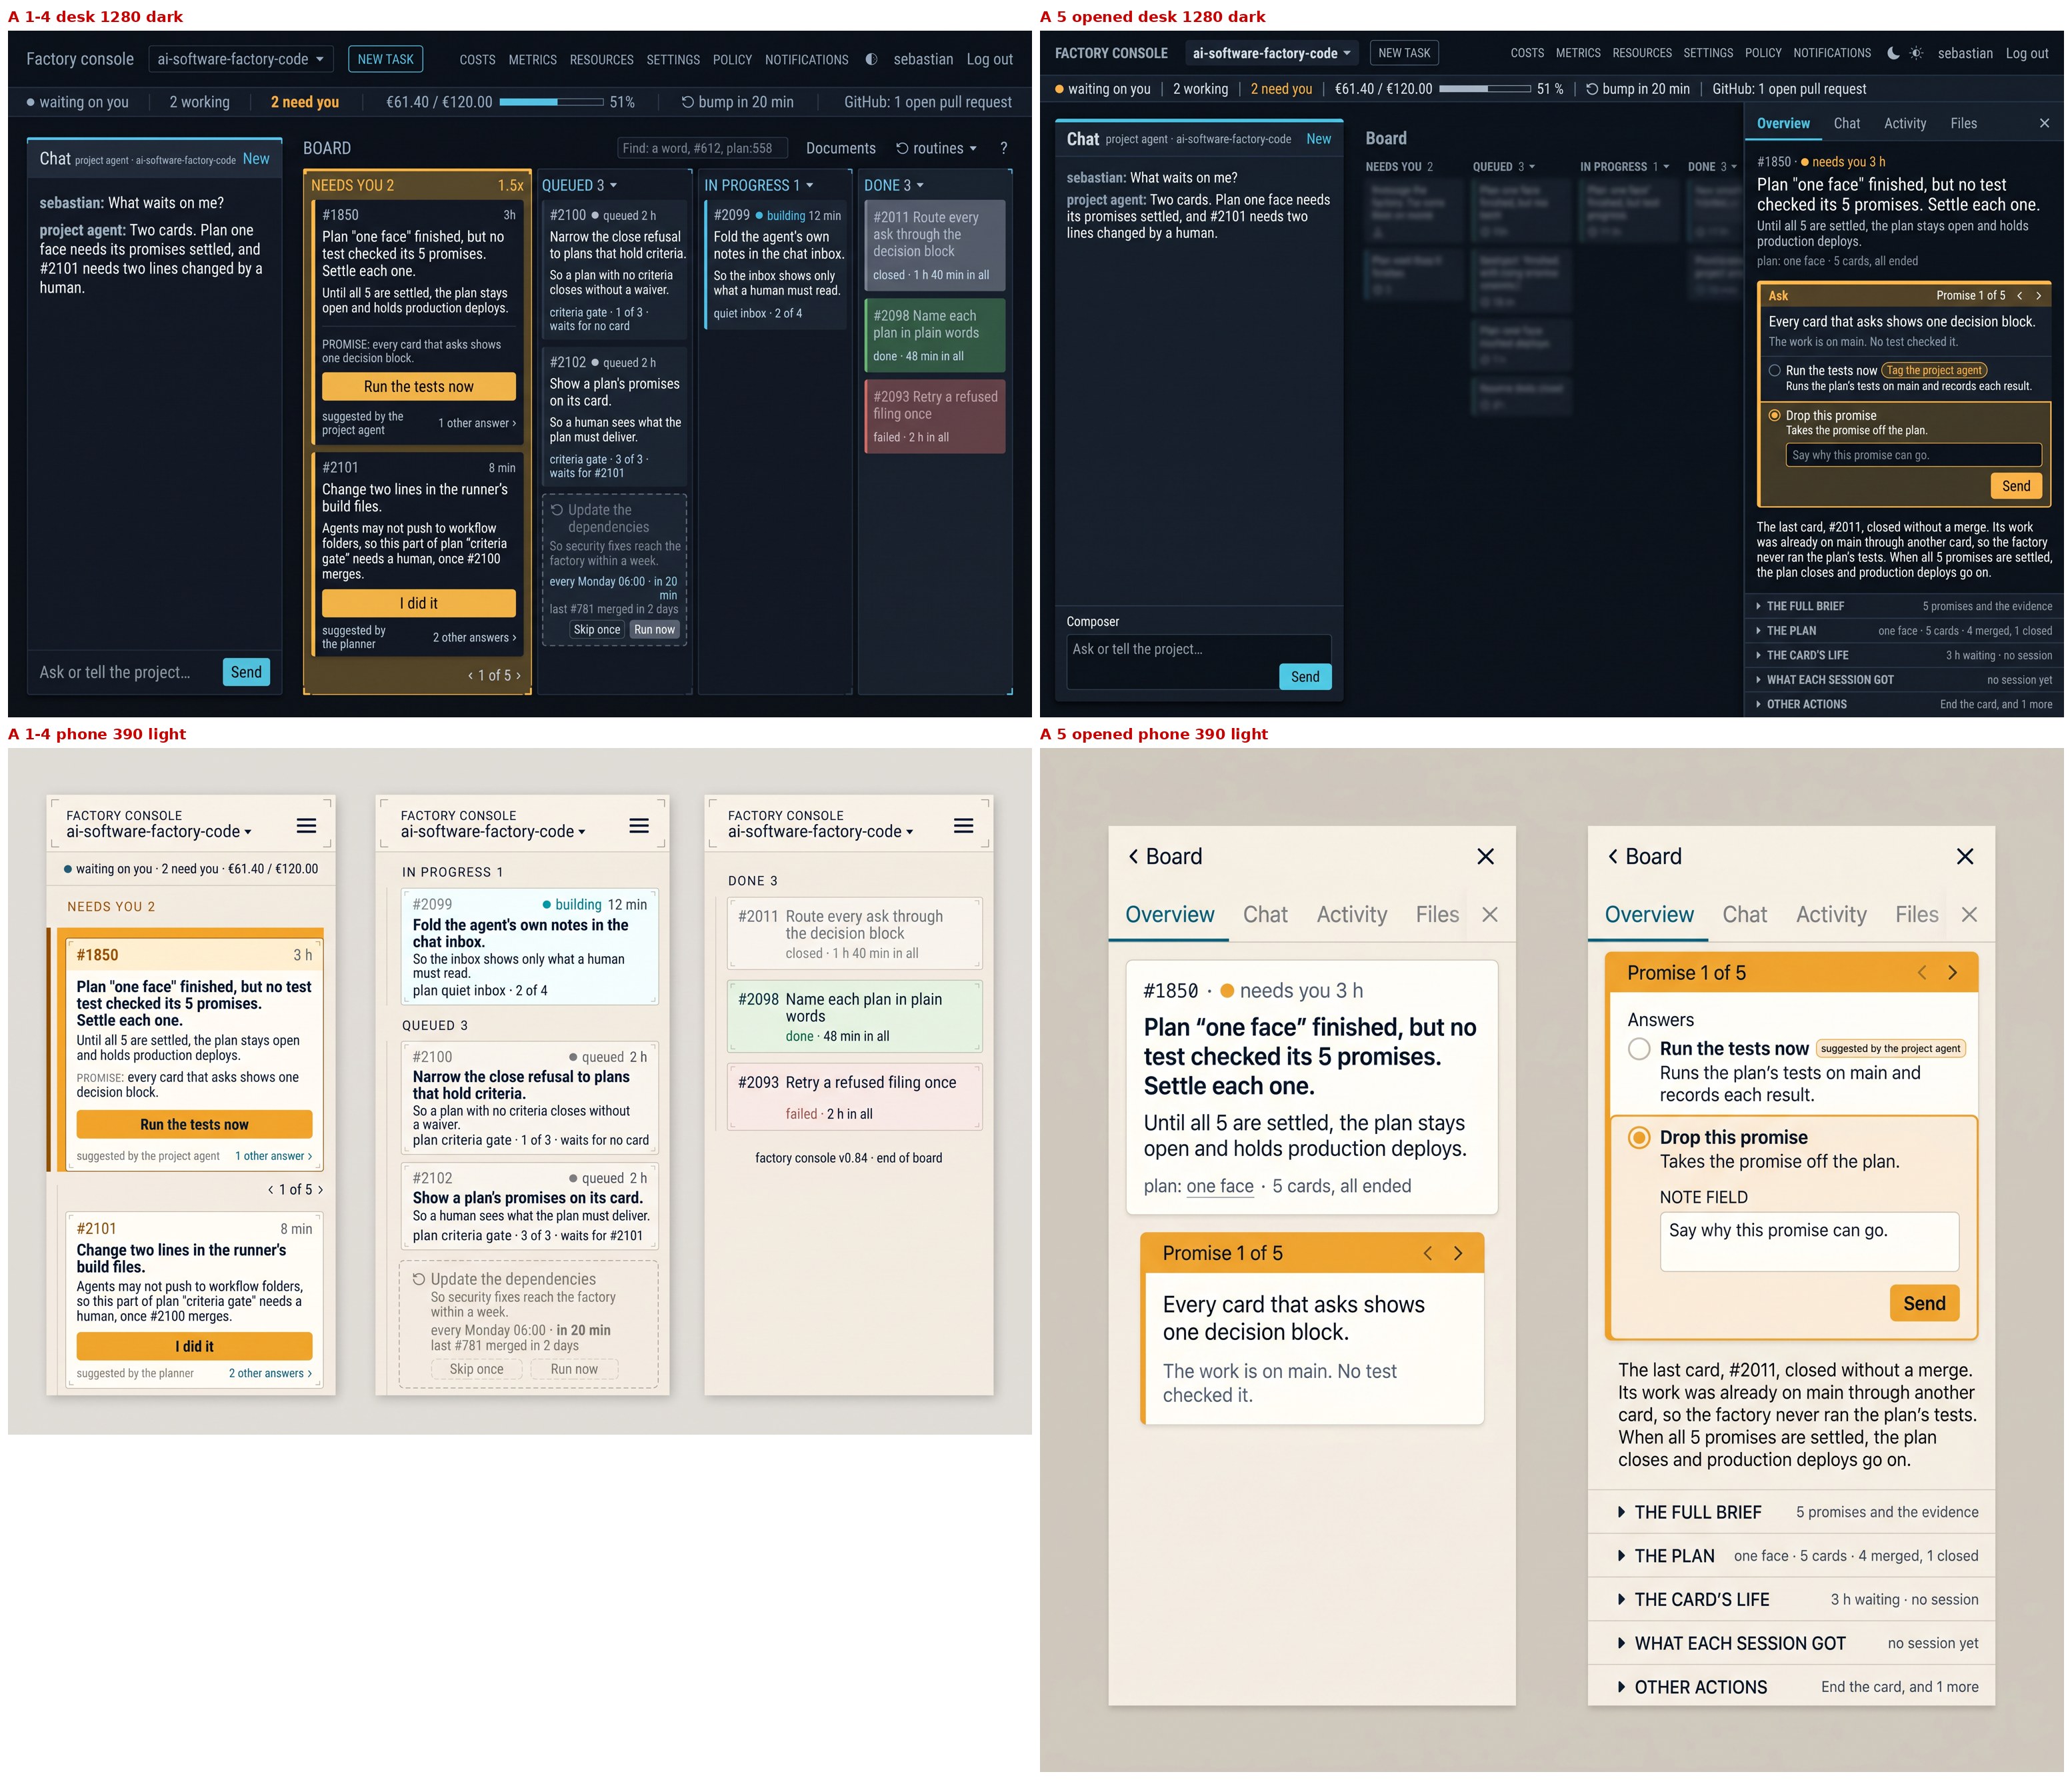 A 1-4 desk 1280 dark
Factory console
ai-software-factory-code
NEW TASK
COSTS
METRICS
RESOURCES
SETTINGS
POLICY
NOTIFICATIONS
sebastian
Log out
waiting on you
2 working
2 need you
€61.40 / €120.00
51%
bump in 20 min
GitHub: 1 open pull request
Chat project agent · ai-software-factory-code New
sebastian: What waits on me?
project agent: Two cards. Plan one
face needs its promises settled, and
#2101 needs two lines changed by a
human.
Ask or tell the project...
Send
BOARD
Find: a word, #612, plan:558
Documents
routines
?
NEEDS YOU 2
1.5x
#1850
3h
Plan "one face" finished, but no
test checked its 5 promises.
Settle each one.
Until all 5 are settled, the plan stays
open and holds production deploys.
PROMISE: every card that asks shows
one decision block.
Run the tests now
suggested by the
project agent
1 other answer ›
#2101
8 min
Change two lines in the runner's
build files.
Agents may not push to workflow
folders, so this part of plan "criteria
gate" needs a human, once #2100
merges.
I did it
suggested by
the planner
2 other answers ›
‹ 1 of 5 ›
QUEUED 3
#2100 ● queued 2 h
Narrow the close refusal
to plans that hold criteria.
So a plan with no criteria
closes without a waiver.
criteria gate · 1 of 3 ·
waits for no card
#2102 ● queued 2 h
Show a plan's promises
on its card.
So a human sees what the
plan must deliver.
criteria gate · 3 of 3 ·
waits for #2101
Update the
dependencies
So security fixes reach the
factory within a week.
every Monday 06:00 · in 20
min
last #781 merged in 2 days
Skip once
Run now
IN PROGRESS 1
#2099 ● building 12 min
Fold the agent's own
notes in the chat inbox.
So the inbox shows only
what a human must read.
quiet inbox · 2 of 4
DONE 3
#2011 Route every
ask through the
decision block
closed · 1 h 40 min in all
#2098 Name each
plan in plain words
done · 48 min in all
#2093 Retry a refused
filing once
failed · 2 h in all
A 5 opened desk 1280 dark
FACTORY CONSOLE
ai-software-factory-code
NEW TASK
COSTS
METRICS
RESOURCES
SETTINGS
POLICY
NOTIFICATIONS
sebastian
Log out
waiting on you
2 working
2 need you
€61.40 / €120.00
51 %
bump in 20 min
GitHub: 1 open pull request
Chat project agent · ai-software-factory-code New
sebastian: What waits on me?
project agent: Two cards. Plan one face needs
its promises settled, and #2101 needs two
lines changed by a human.
Composer
Ask or tell the project...
Send
Board
NEEDS YOU 2
QUEUED 3
IN PROGRESS 1
DONE 3
Overview
Chat
Activity
Files
#1850 · ● needs you 3 h
Plan "one face" finished, but no test
checked its 5 promises. Settle each one.
Until all 5 are settled, the plan stays open and holds
production deploys.
plan: one face · 5 cards, all ended
Ask
Promise 1 of 5 ‹ ›
Every card that asks shows one decision block.
The work is on main. No test checked it.
Run the tests now
Tag the project agent
Runs the plan's tests on main and records each result.
Drop this promise
Takes the promise off the plan.
Say why this promise can go.
Send
The last card, #2011, closed without a merge. Its work
was already on main through another card, so the factory
never ran the plan's tests. When all 5 promises are settled,
the plan closes and production deploys go on.
THE FULL BRIEF 5 promises and the evidence
THE PLAN one face · 5 cards · 4 merged, 1 closed
THE CARD'S LIFE 3 h waiting · no session
WHAT EACH SESSION GOT no session yet
OTHER ACTIONS End the card, and 1 more
A 1-4 phone 390 light
FACTORY CONSOLE
ai-software-factory-code
waiting on you · 2 need you · €61.40 / €120.00
NEEDS YOU 2
#1850
3 h
Plan "one face" finished, but no test
test checked its 5 promises.
Settle each one.
Until all 5 are settled, the plan stays open
and holds production deploys.
PROMISE: every card that asks shows one
decision block.
Run the tests now
suggested by the project agent
1 other answer ›
‹ 1 of 5 ›
#2101
8 min
Change two lines in the runner's
build files.
Agents may not push to workflow folders,
so this part of plan "criteria gate" needs a
human, once #2100 merges.
I did it
suggested by the planner
2 other answers ›
FACTORY CONSOLE
ai-software-factory-code
IN PROGRESS 1
#2099
● building 12 min
Fold the agent's own notes in the
chat inbox.
So the inbox shows only what a human
must read.
plan quiet inbox · 2 of 4
QUEUED 3
#2100
● queued 2 h
Narrow the close refusal to plans
that hold criteria.
So a plan with no criteria closes without
a waiver.
plan criteria gate · 1 of 3 · waits for no card
#2102
● queued 2 h
Show a plan's promises on its card.
So a human sees what the plan must deliver.
plan criteria gate · 3 of 3 · waits for #2101
Update the dependencies
So security fixes reach the factory
within a week.
every Monday 06:00 · in 20 min
last #781 merged in 2 days
Skip once
Run now
FACTORY CONSOLE
ai-software-factory-code
DONE 3
#2011 Route every ask through
the decision block
closed · 1 h 40 min in all
#2098 Name each plan in plain
words
done · 48 min in all
#2093 Retry a refused filing once
failed · 2 h in all
factory console v0.84 · end of board
A 5 opened phone 390 light
‹ Board
Overview
Chat
Activity
Files
#1850 · ● needs you 3 h
Plan “one face” finished, but no
test checked its 5 promises.
Settle each one.
Until all 5 are settled, the plan stays
open and holds production deploys.
plan: one face · 5 cards, all ended
Promise 1 of 5
Every card that asks shows
one decision block.
The work is on main. No test
checked it.
‹ Board
Overview
Chat
Activity
Files
Promise 1 of 5
Answers
Run the tests now
suggested by the project agent
Runs the plan's tests on main and
records each result.
Drop this promise
Takes the promise off the plan.
NOTE FIELD
Say why this promise can go.
Send
The last card, #2011, closed without a merge.
Its work was already on main through another
card, so the factory never ran the plan's tests.
When all 5 promises are settled, the plan
closes and production deploys go on.
THE FULL BRIEF 5 promises and the evidence
THE PLAN one face · 5 cards · 4 merged, 1 closed
THE CARD'S LIFE 3 h waiting · no session
WHAT EACH SESSION GOT no session yet
OTHER ACTIONS End the card, and 1 more